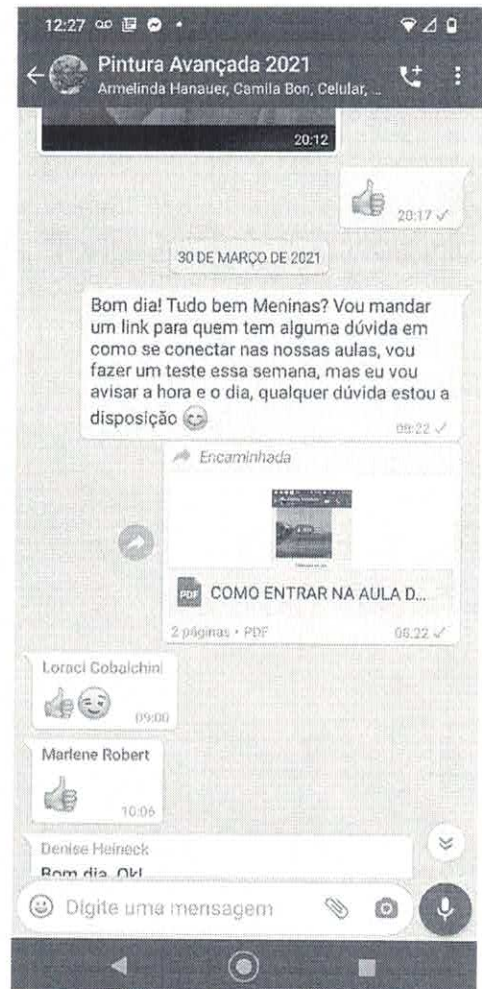 12:27
Pintura Avançada 2021
Armelinda Hanauer, Camila Bon, Celular, ...
20:12
20:17
30 DE MARÇO DE 2021
Bom dia! Tudo bem Meninas? Vou mandar
um link para quem tem alguma dúvida em
como se conectar nas nossas aulas, vou
fazer um teste essa semana, mas eu vou
avisar a hora e o dia, qualquer dúvida estou a
disposição
08:22
Encaminhada
PDF COMO ENTRAR NA AULA D...
2 páginas • PDF 08:22
Loraci Cobalchini
09:00
Marlene Robert
10:06
Denise Heineck
Bom dia. Ok!
Digite uma mensagem